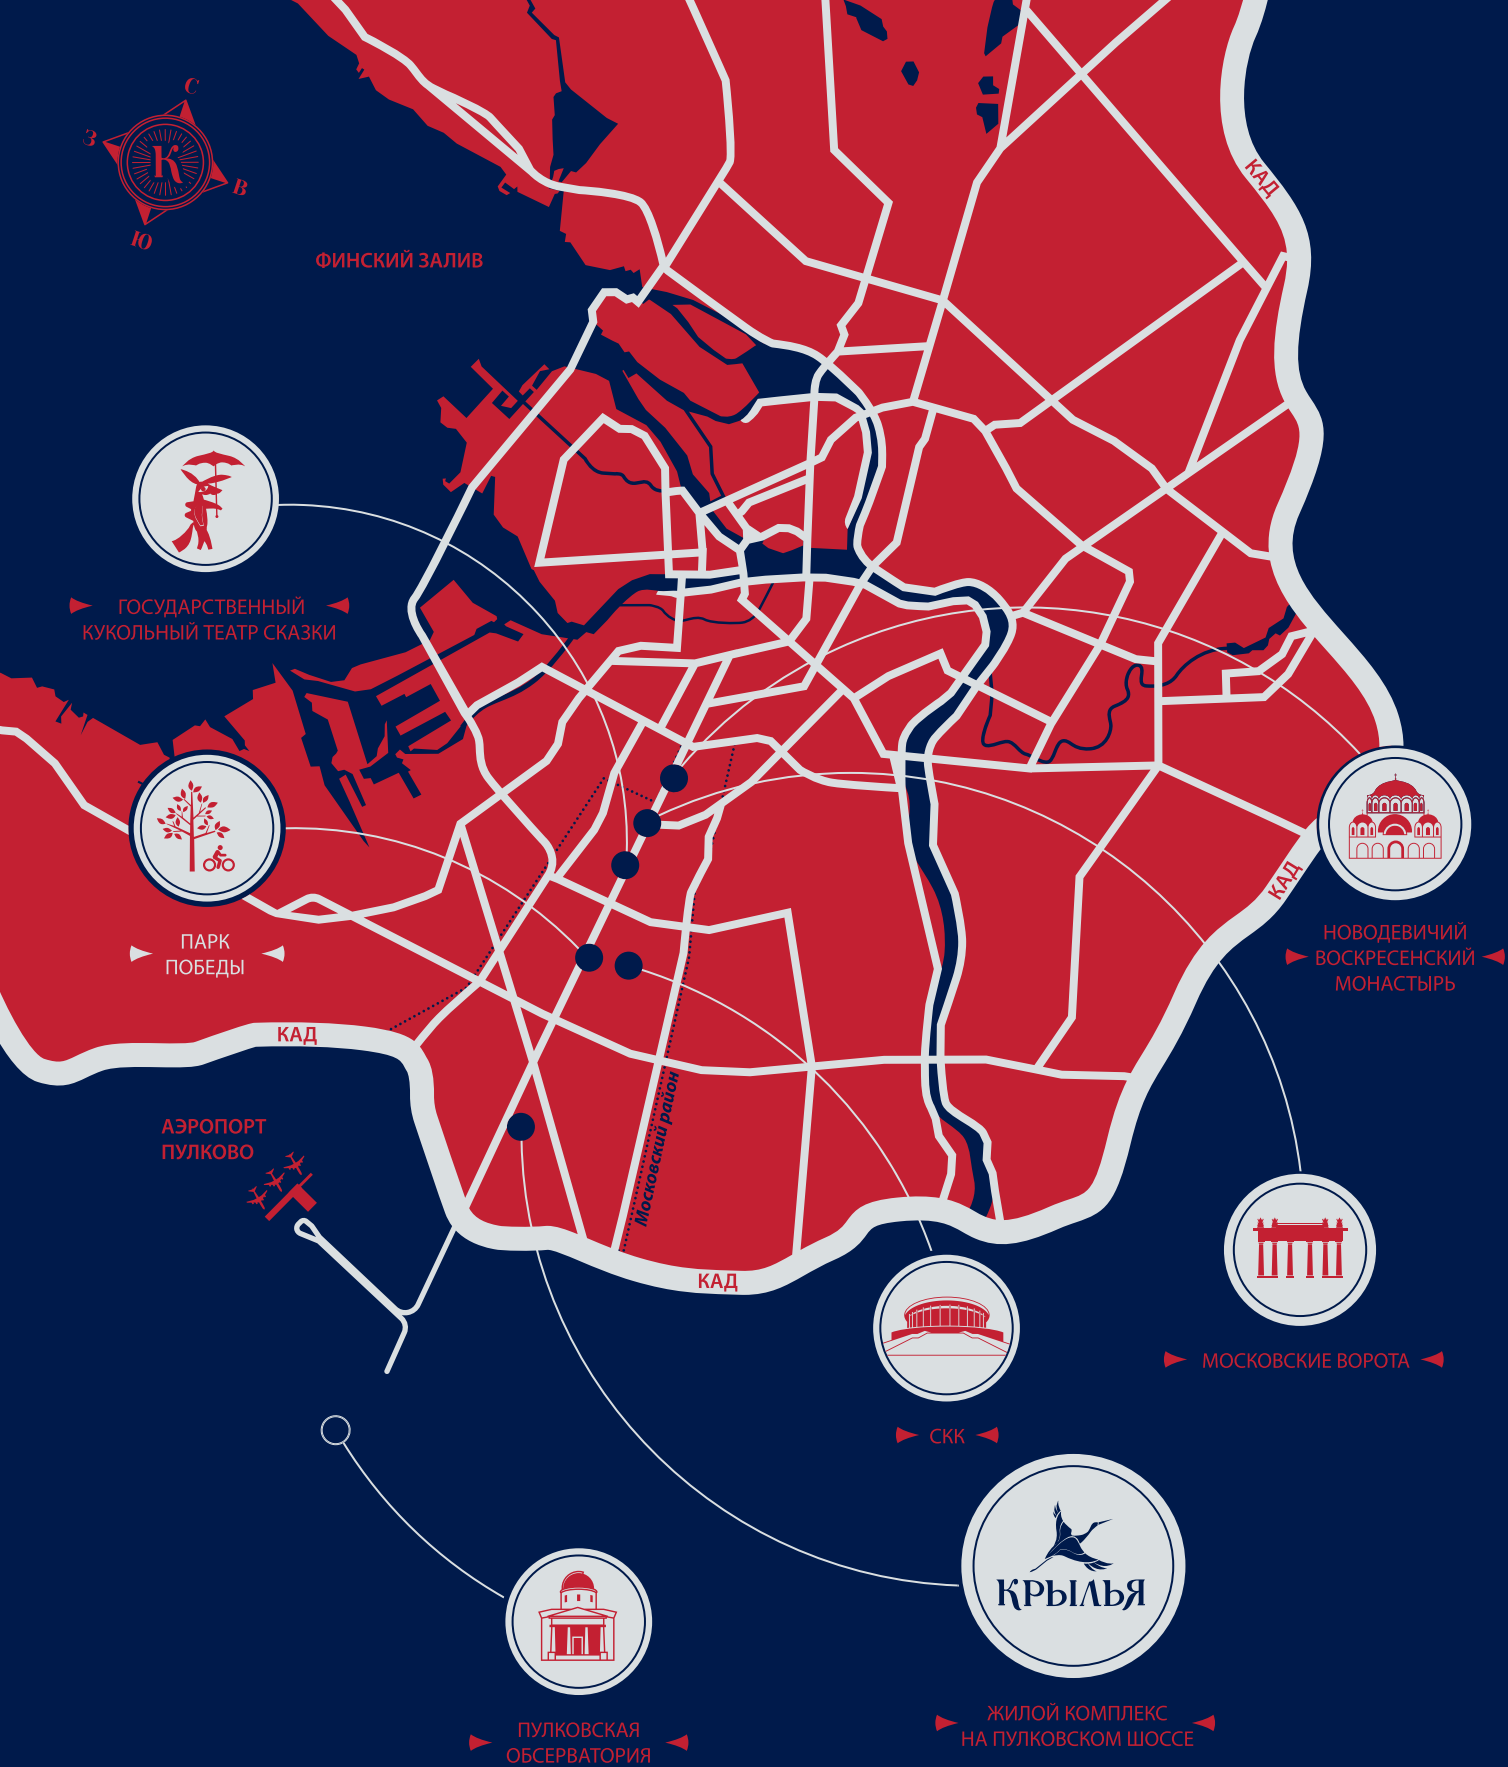 С
З
К
В
Ю
КАД
ФИНСКИЙ ЗАЛИВ
ГОСУДАРСТВЕННЫЙ
КУКОЛЬНЫЙ ТЕАТР СКАЗКИ
КАД
ПАРК
ПОБЕДЫ
НОВОДЕВИЧИЙ
ВОСКРЕСЕНСКИЙ
МОНАСТЫРЬ
КАД
Московский район
АЭРОПОРТ
ПУЛКОВО
КАД
МОСКОВСКИЕ ВОРОТА
СКК
КРЫЛЬЯ
ЖИЛОЙ КОМПЛЕКС
НА ПУЛКОВСКОМ ШОССЕ
ПУЛКОВСКАЯ
ОБСЕРВАТОРИЯ